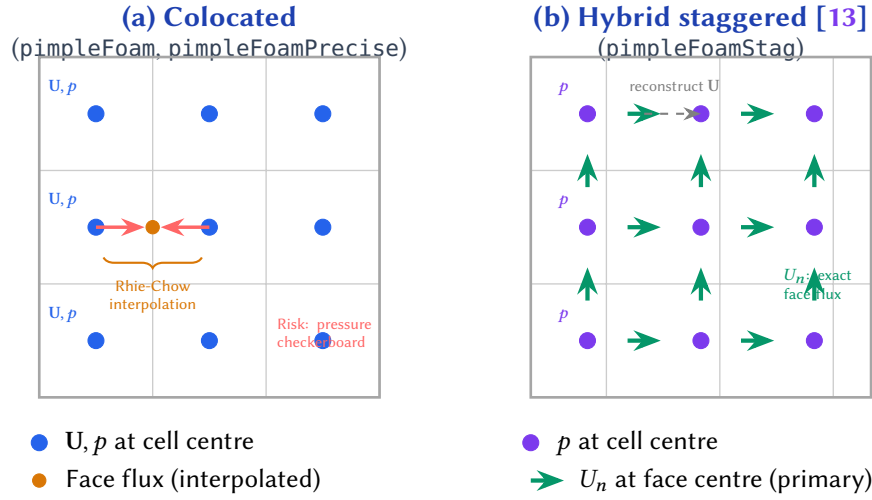 (a) Colocated
(pimpleFoam, pimpleFoamPrecise)
U, p
U, p
Rhie-Chow
interpolation
U, p
Risk: pressure
checkerboard
U, p at cell centre
Face flux (interpolated)
(b) Hybrid staggered [13]
(pimpleFoamStag)
p
reconstruct U
p
Uₙ: exact
face flux
p
p at cell centre
Uₙ at face centre (primary)